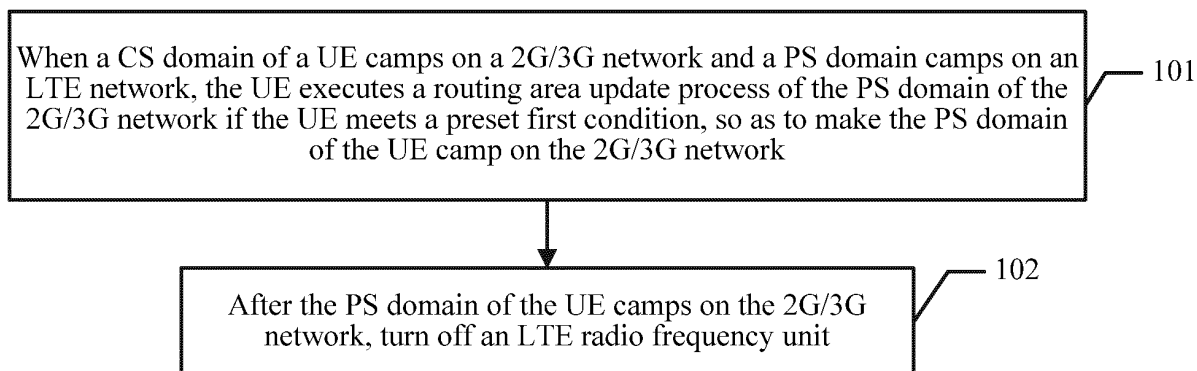 When a CS domain of a UE camps on a 2G/3G network and a PS domain camps on an
LTE network, the UE executes a routing area update process of the PS domain of the
2G/3G network if the UE meets a preset first condition, so as to make the PS domain
of the UE camp on the 2G/3G network
101
After the PS domain of the UE camps on the 2G/3G
network, turn off an LTE radio frequency unit
102